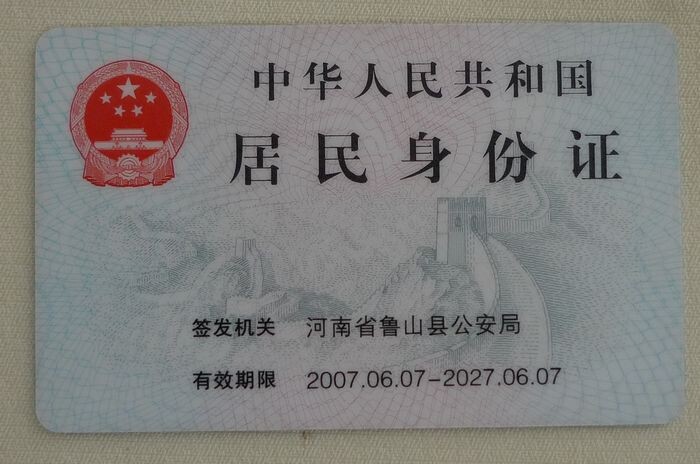 中华人民共和国
居民身份证
签发机关 河南省鲁山县公安局
有效期限 2007.06.07-2027.06.07